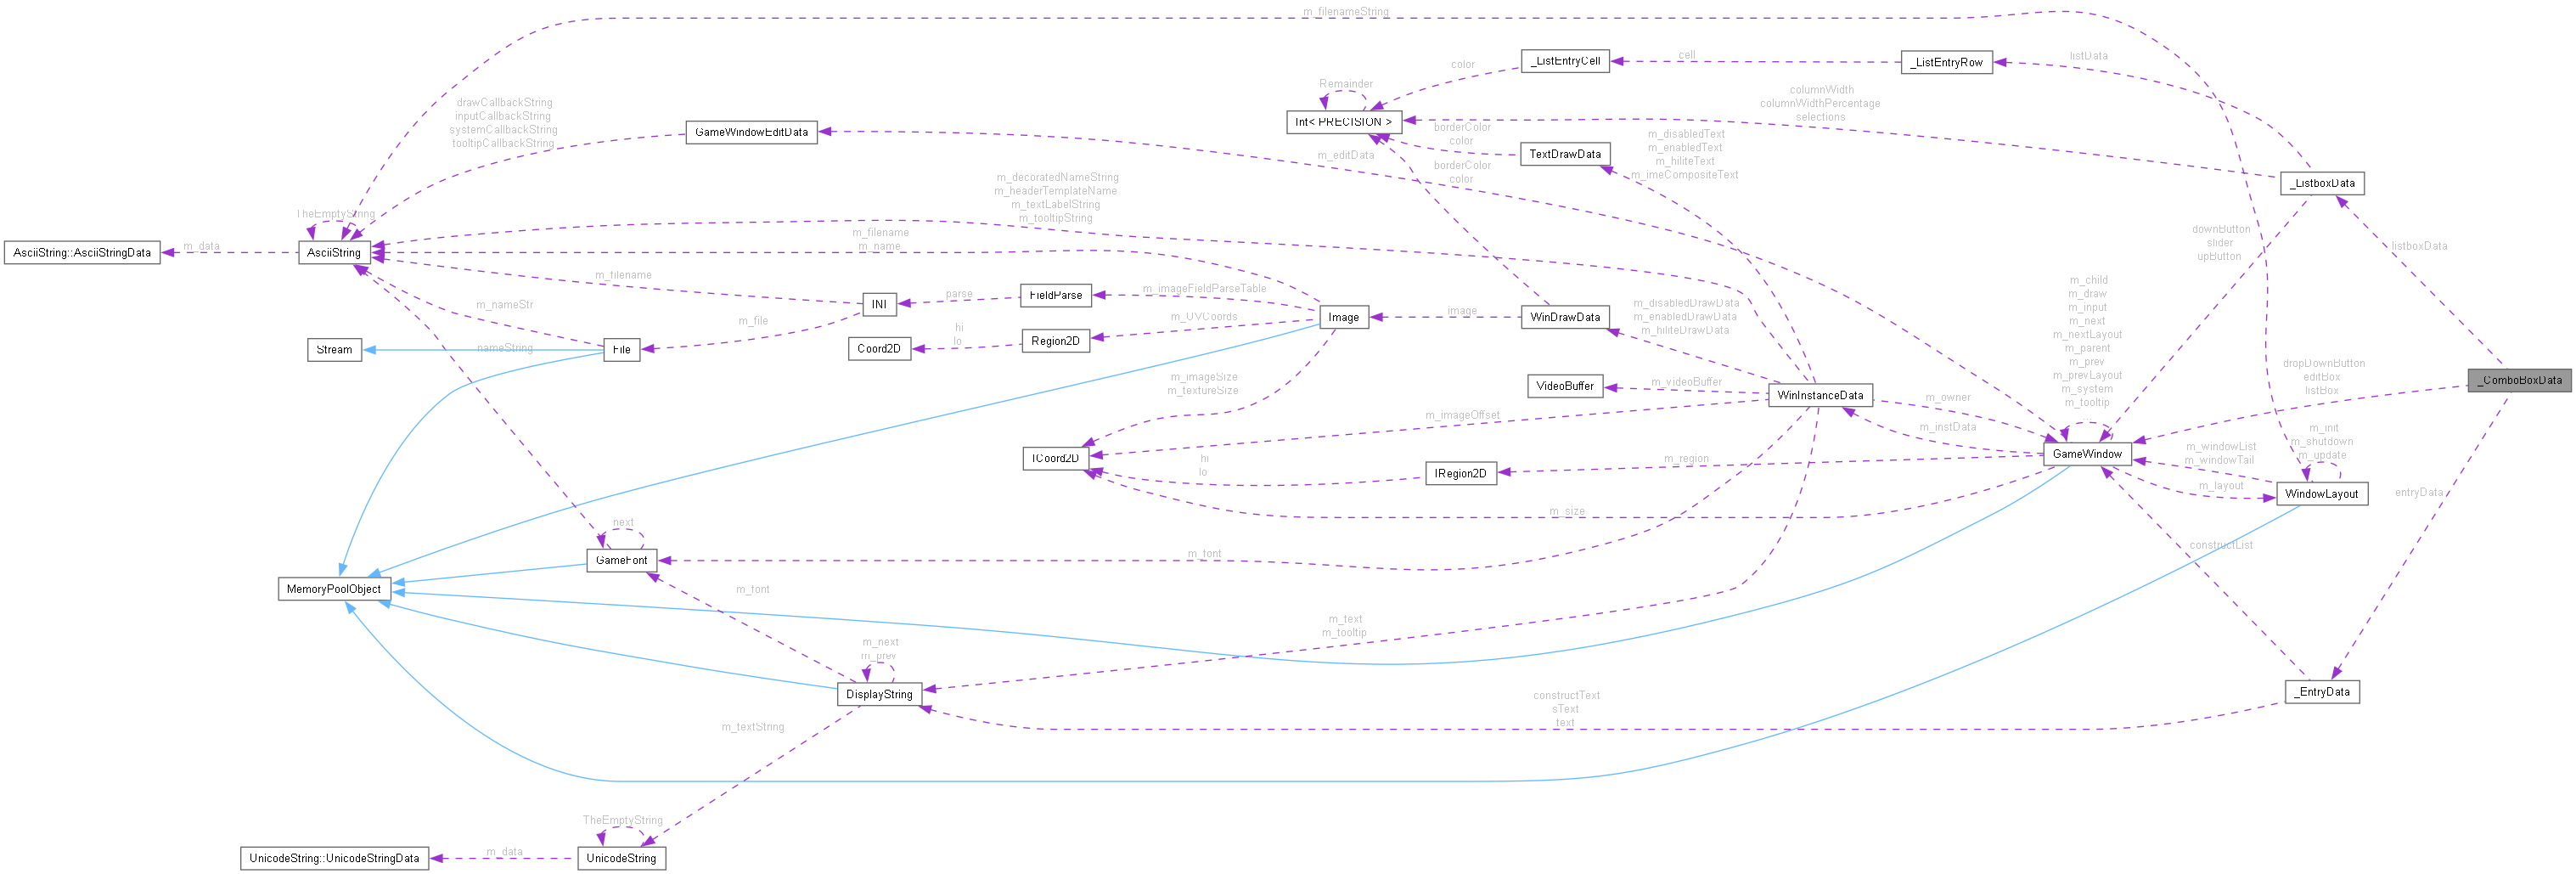 m_filenameString
_ListEntryCell
cell
_ListEntryRow
listData
color
Remainder
Int< PRECISION >
columnWidth
columnWidthPercentage
selections
drawCallbackString
inputCallbackString
systemCallbackString
tooltipCallbackString
GameWindowEditData
m_editData
borderColor
color
TextDrawData
m_disabledText
m_enabledText
m_hiliteText
m_imeCompositeText
borderColor
color
_ListboxData
m_decoratedNameString
m_headerTemplateName
m_textLabelString
m_tooltipString
TheEmptyString
AsciiString::AsciiStringData
m_data
AsciiString
m_filename
m_name
downButton
slider
upButton
listboxData
m_filename
INI
parse
FieldParse
m_imageFieldParseTable
m_nameStr
m_file
Image
image
WinDrawData
m_disabledDrawData
m_enabledDrawData
m_hiliteDrawData
m_UVCoords
hi
lo
Coord2D
Region2D
Stream
File
nameString
m_child
m_draw
m_input
m_next
m_nextLayout
m_parent
m_prev
m_prevLayout
m_system
m_tooltip
dropDownButton
editBox
listBox
_ComboBoxData
m_imageSize
m_textureSize
VideoBuffer
m_videoBuffer
WinInstanceData
m_owner
m_imageOffset
m_instData
m_init
m_shutdown
m_update
ICoord2D
hi
lo
IRegion2D
m_region
GameWindow
m_windowList
m_windowTail
m_layout
WindowLayout
entryData
m_size
next
GameFont
m_font
constructList
MemoryPoolObject
m_font
m_text
m_tooltip
m_next
m_prev
DisplayString
constructText
sText
text
_EntryData
m_textString
TheEmptyString
UnicodeString::UnicodeStringData
m_data
UnicodeString